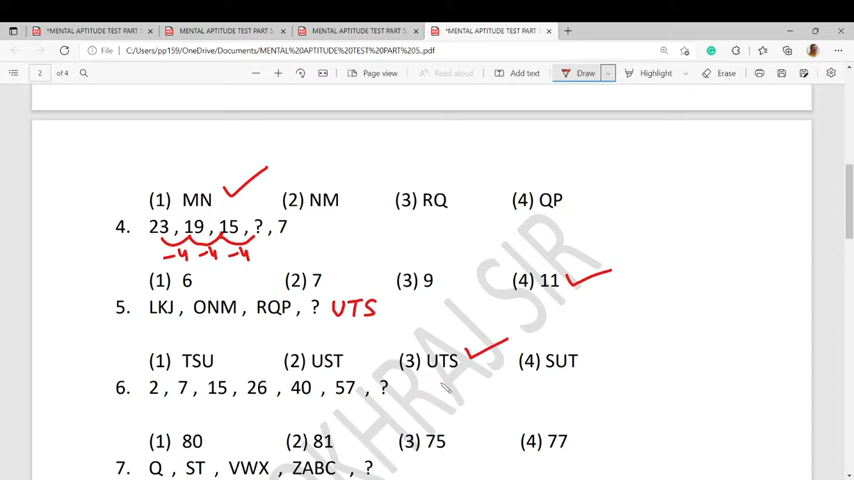 *MENTAL APTITUDE TEST PART 5. MENTAL APTITUDE TEST PART 5. MENTAL APTITUDE TEST PART 5. *MENTAL APTITUDE TEST PART 5.
File C:/Users/pp159/OneDrive/Documents/MENTAL%20APTITUDE%20TEST%20PART%205..pdf
2 of 4 Page view Read aloud Add text Draw Highlight Erase
(1) MN (2) NM (3) RQ (4) QP
4. 23 , 19 , 15 , ? , 7
-4 -4 -4
(1) 6 (2) 7 (3) 9 (4) 11
5. LKJ , ONM , RQP , ? UTS
(1) TSU (2) UST (3) UTS (4) SUT
6. 2 , 7 , 15 , 26 , 40 , 57 , ?
(1) 80 (2) 81 (3) 75 (4) 77
7. Q , ST , VWX , ZABC , ?
OKHRAJ SIR